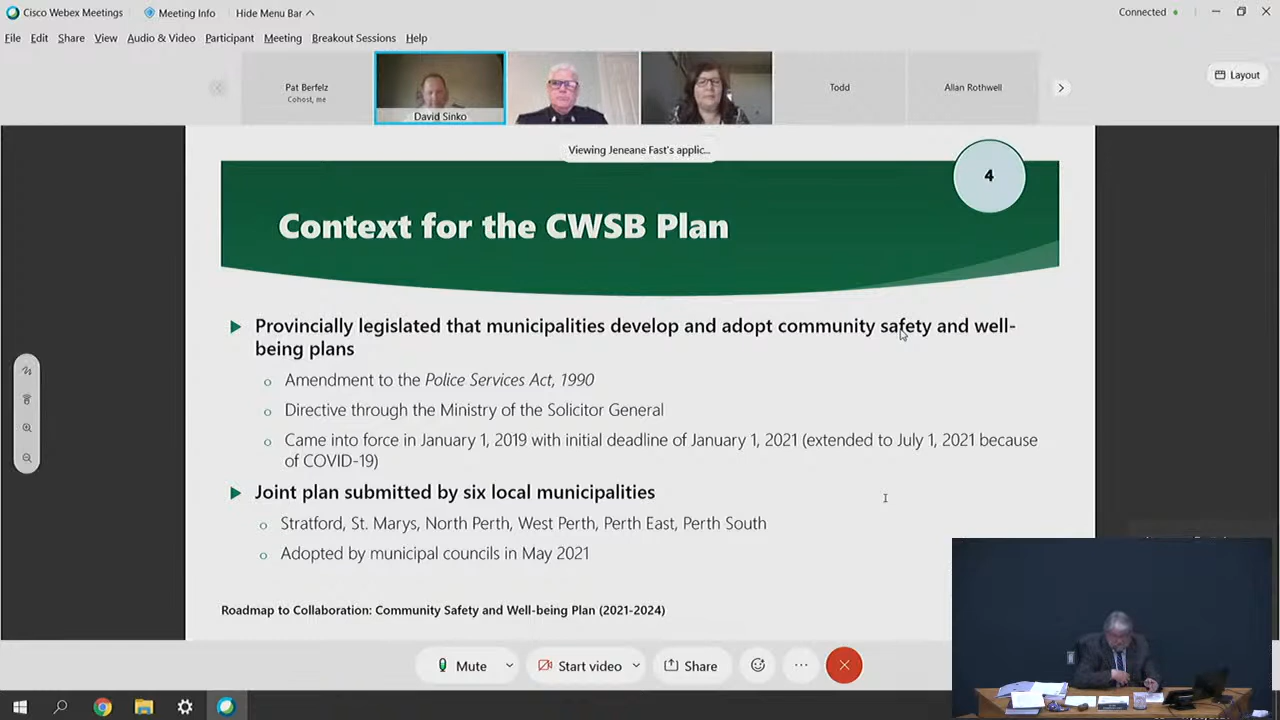 Cisco Webex Meetings
Meeting Info
Hide Menu Bar
Connected
File Edit Share View Audio & Video Participant Meeting Breakout Sessions Help
Pat Berfelz
Cohost, me
David Sinko
Todd
Allan Rothwell
Layout
Viewing Jeneane Fast's applic...
4
Context for the CWSB Plan
Provincially legislated that municipalities develop and adopt community safety and well-
being plans
Amendment to the Police Services Act, 1990
Directive through the Ministry of the Solicitor General
Came into force in January 1, 2019 with initial deadline of January 1, 2021 (extended to July 1, 2021 because
of COVID-19)
Joint plan submitted by six local municipalities
Stratford, St. Marys, North Perth, West Perth, Perth East, Perth South
Adopted by municipal councils in May 2021
Roadmap to Collaboration: Community Safety and Well-being Plan (2021-2024)
Mute
Start video
Share